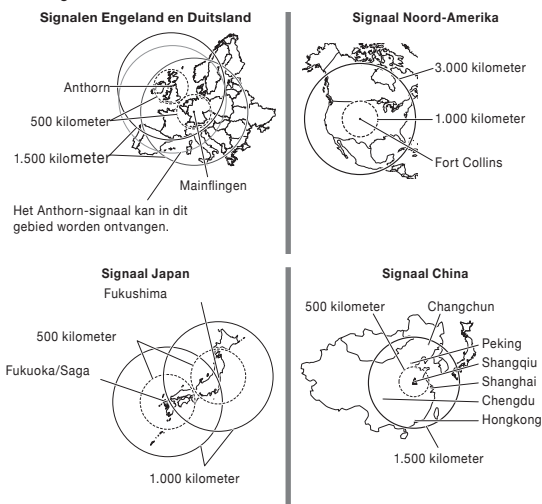 Signalen Engeland en Duitsland
Anthorn
500 kilometer
1.500 kilometer
Mainflingen
Het Anthorn-signaal kan in dit
gebied worden ontvangen.
Signaal Noord-Amerika
3.000 kilometer
1.000 kilometer
Fort Collins
Signaal Japan
Fukushima
500 kilometer
Fukuoka/Saga
1.000 kilometer
Signaal China
500 kilometer
Changchun
Peking
Shangqiu
Shanghai
Chengdu
Hongkong
1.500 kilometer